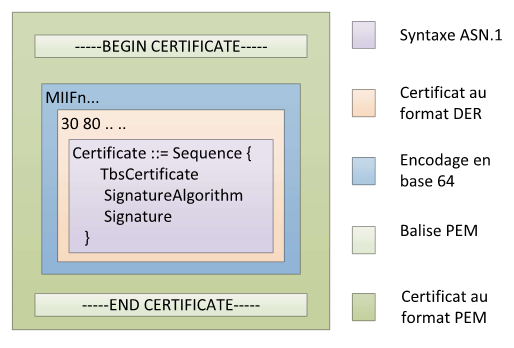 -----BEGIN CERTIFICATE-----
MIIFn...
30 80 .. ..
Certificate ::= Sequence {
TbsCertificate
SignatureAlgorithm
Signature
}
-----END CERTIFICATE-----
Syntaxe ASN.1
Certificat au
format DER
Encodage en
base 64
Balise PEM
Certificat au
format PEM